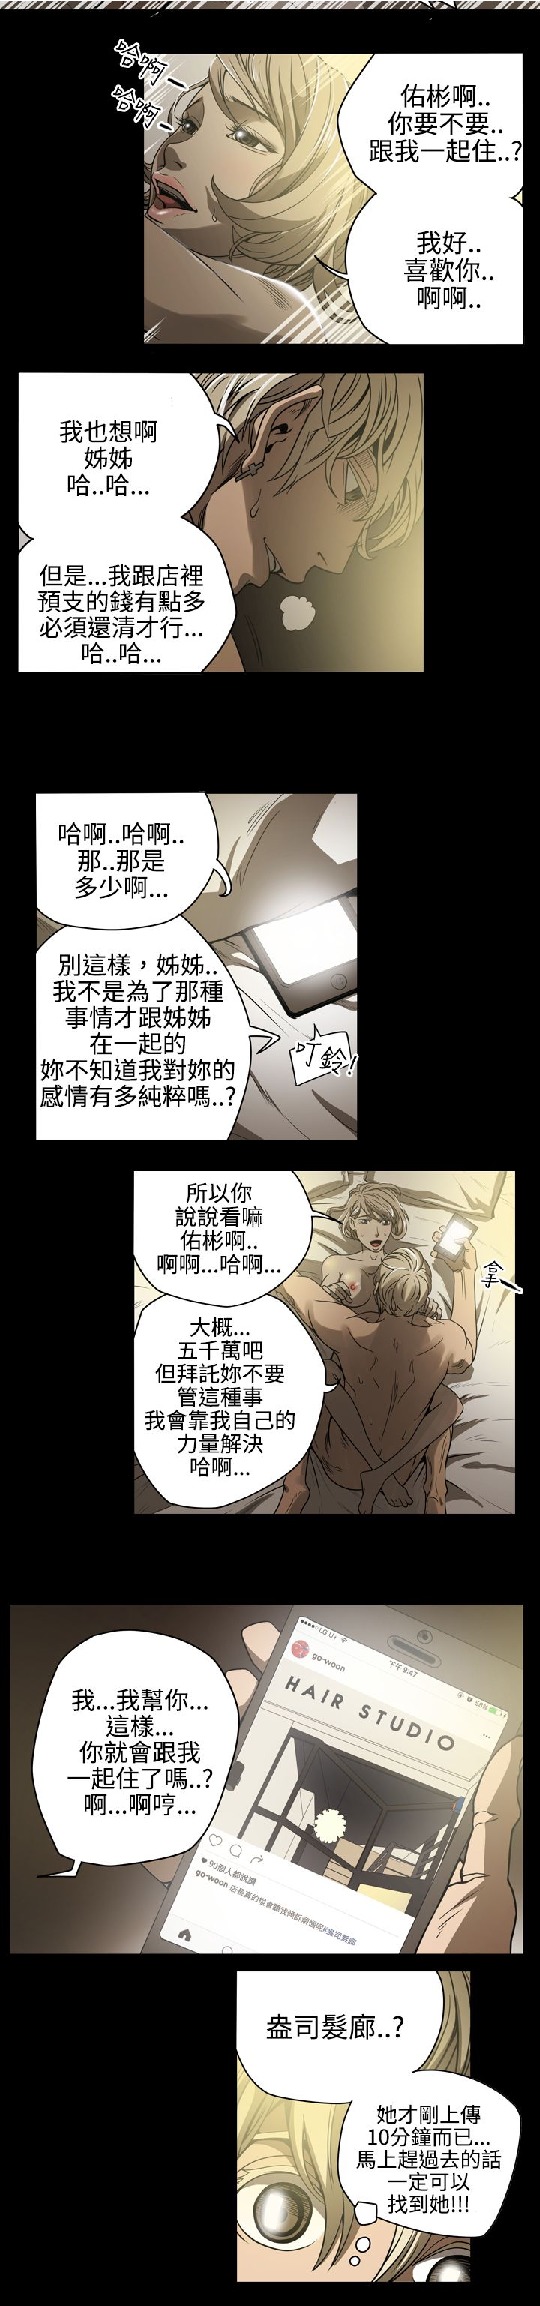 哈啊~
哈啊~
佑彬啊..
你要不要..
跟我一起住..?
我好..
喜歡你..
啊啊..
我也想啊
姊姊
哈..哈...
但是...我跟店裡
預支的錢有點多
必須還清才行...
哈..哈...
哈啊..哈啊..
那..那是
多少啊...
別這樣，姊姊..
我不是為了那種
事情才跟姊姊
在一起的
妳不知道我對妳的
感情有多純粹嗎..?
叮鈴!
所以你
說說看嘛
佑彬啊..
啊啊...哈啊...
拿~
大概...
五千萬吧
但拜託妳不要
管這種事
我會靠我自己的
力量解決
哈啊...
我...我幫你...
這樣...
你就會跟我
一起住了嗎..?
啊...啊哼...
LG U+
下午 9:47
58%
go-woon
HAIR STUDIO
go-woon
盎司髮廊..?
她才剛上傳
10分鐘而已...
馬上趕過去的話
一定可以
找到她!!!